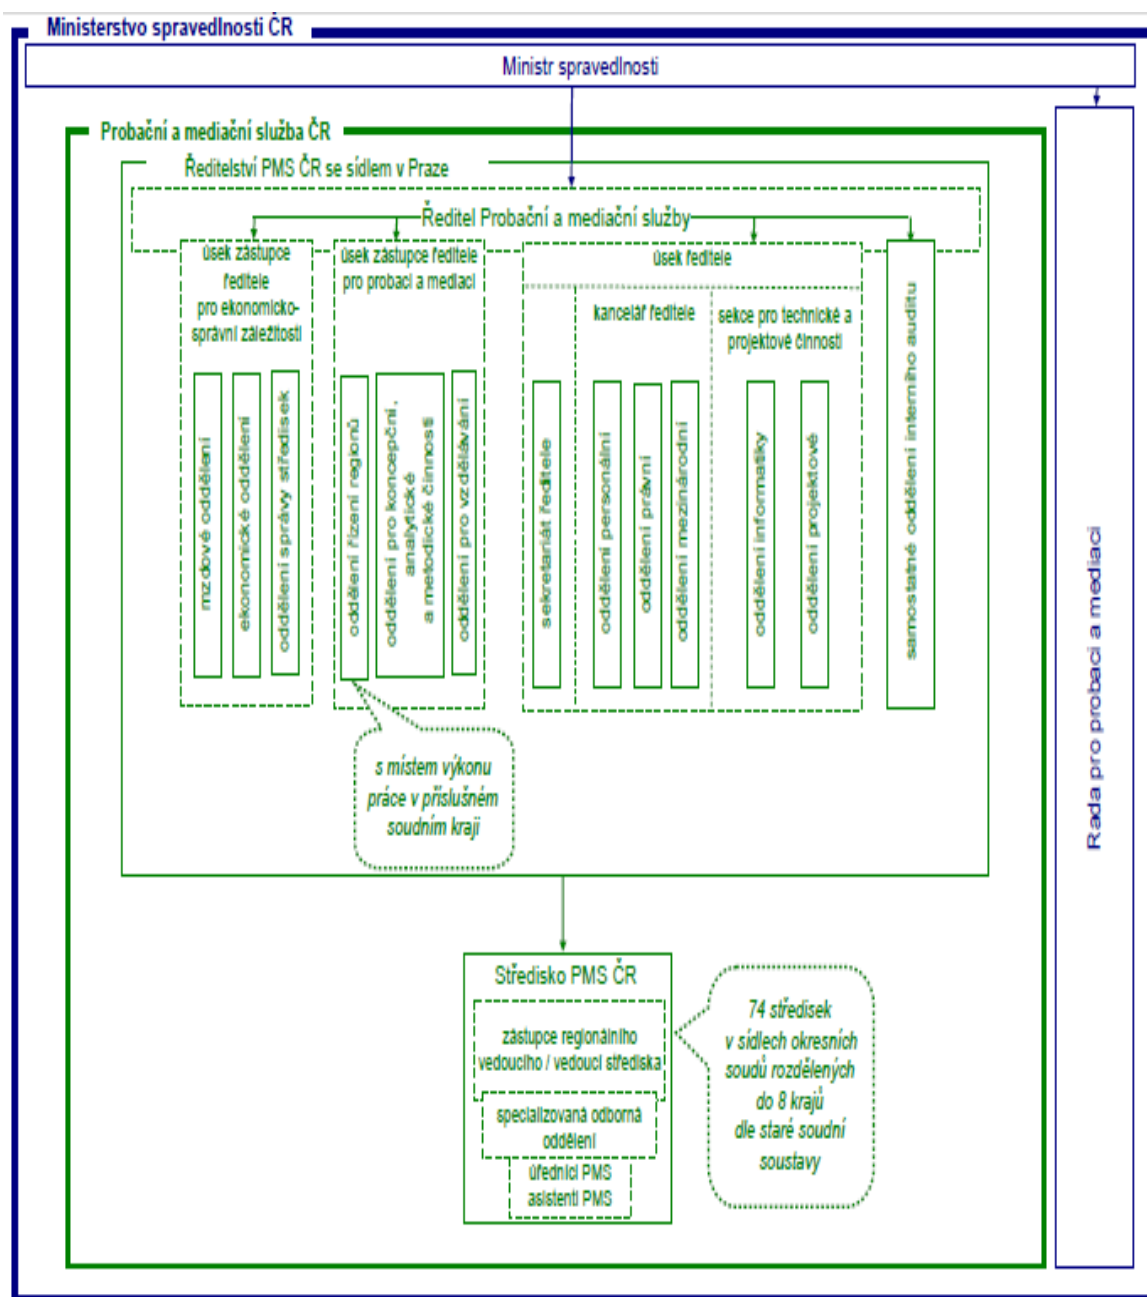 Ministerstvo spravedlnosti ČR
Ministr spravedlnosti
Probační a mediační služba ČR
Ředitelství PMS ČR se sídlem v Praze
Ředitel Probační a mediační služby
úsek zástupce
ředitele
pro ekonomicko-
správní záležitosti
mzdové oddělení
ekonomické oddělení
oddělení správy středisek
úsek zástupce ředitele
pro probaci a mediaci
oddělení řízení regionů
oddělení pro koncepční,
analytické
a metodické činnosti
oddělení pro vzdělávání
s místem výkonu
práce v příslušném
soudním kraji
úsek ředitele
sekretariát ředitele
kancelář ředitele
oddělení personální
oddělení právní
oddělení mezinárodní
sekce pro technické a
projektové činnosti
oddělení informatiky
oddělení projektové
samostatné oddělení interního auditu
Rada pro probaci a mediaci
Středisko PMS ČR
zástupce regionálního
vedoucího / vedoucí střediska
specializovaná odborná
oddělení
úředníci PMS
asistenti PMS
74 středisek
v sídlech okresních
soudů rozdělených
do 8 krajů
dle staré soudní
soustavy